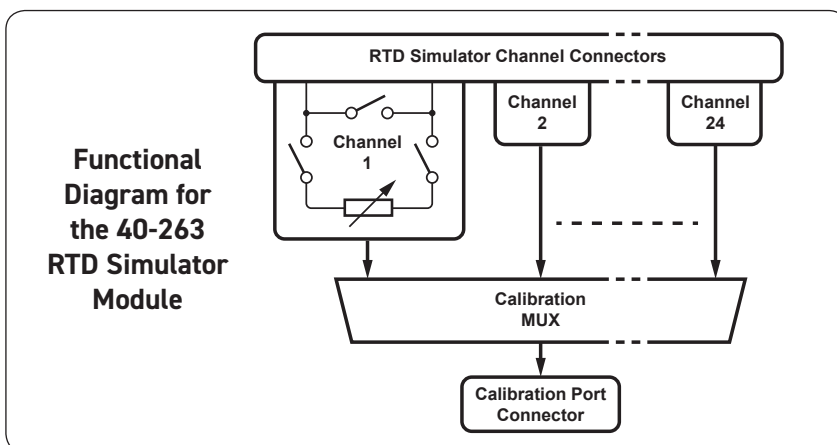 RTD Simulator Channel Connectors
Channel
1
Channel
2
Channel
24
Functional
Diagram for
the 40-263
RTD Simulator
Module
Calibration
MUX
Calibration Port
Connector